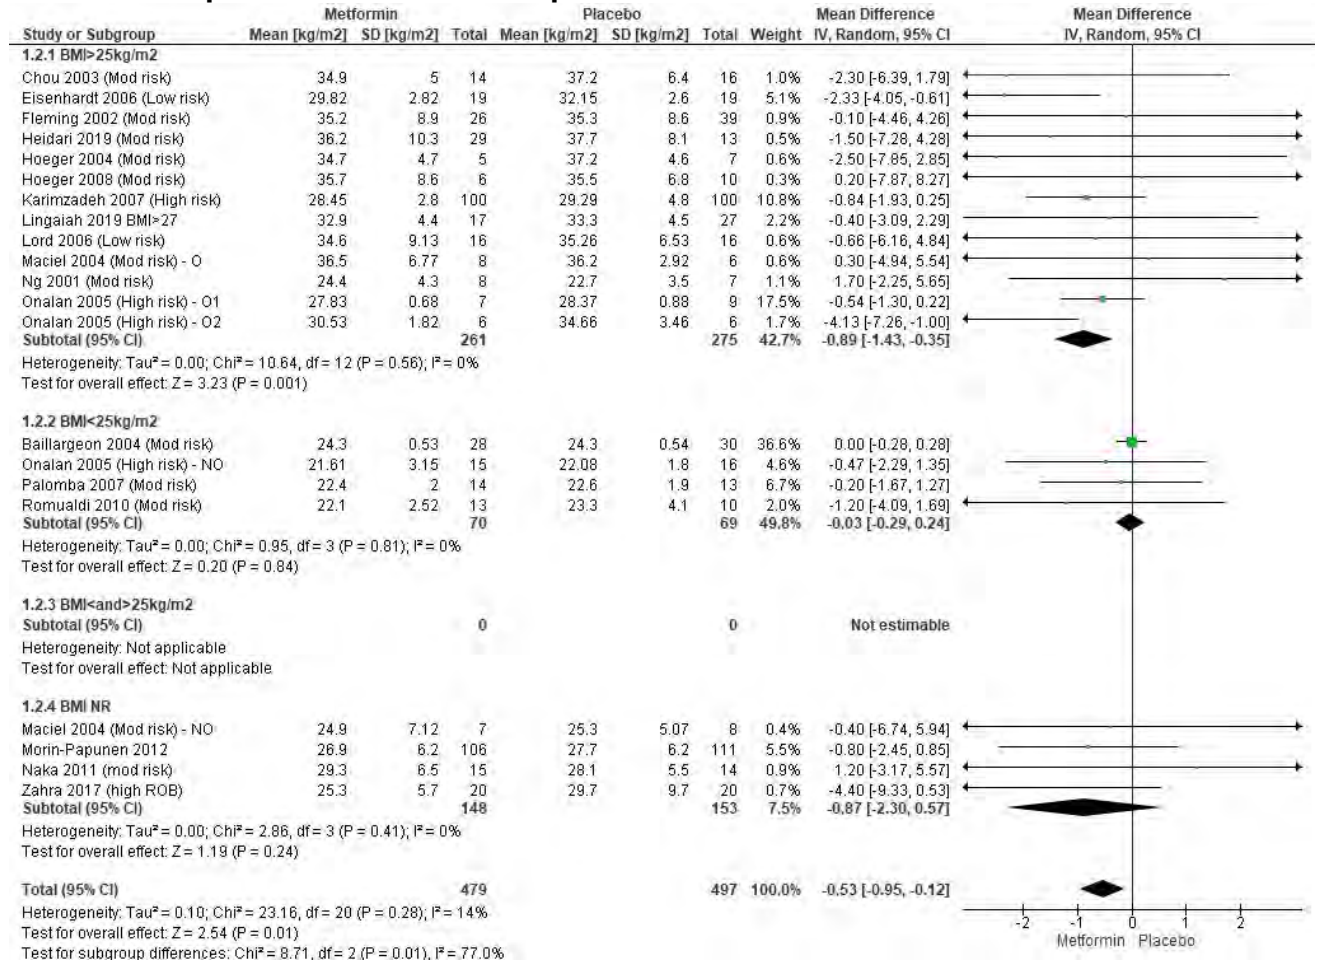 Metformin Placebo Mean Difference Mean Difference
Study or Subgroup Mean [kg/m2] SD [kg/m2] Total Mean [kg/m2] SD [kg/m2] Total Weight IV, Random, 95% CI IV, Random, 95% CI
1.2.1 BMI>25kg/m2
Chou 2003 (Mod risk) 34.9 5 14 37.2 6.4 16 1.0% -2.30 [-6.39, 1.79]
Eisenhardt 2006 (Low risk) 29.82 2.82 19 32.15 2.6 19 5.1% -2.33 [-4.05, -0.61]
Fleming 2002 (Mod risk) 35.2 8.9 26 35.3 8.6 39 0.9% -0.10 [-4.46, 4.26]
Heidari 2019 (Mod risk) 36.2 10.3 29 37.7 8.1 13 0.5% -1.50 [-7.28, 4.28]
Hoeger 2004 (Mod risk) 34.7 4.7 5 37.2 4.6 7 0.6% -2.50 [-7.85, 2.85]
Hoeger 2008 (Mod risk) 35.7 8.6 6 35.5 6.8 10 0.3% 0.20 [-7.87, 8.27]
Karimzadeh 2007 (High risk) 28.45 2.8 100 29.29 4.8 100 10.8% -0.84 [-1.93, 0.25]
Lingaiah 2019 BMI>27 32.9 4.4 17 33.3 4.5 27 2.2% -0.40 [-3.09, 2.29]
Lord 2006 (Low risk) 34.6 9.13 16 35.26 6.53 16 0.6% -0.66 [-6.16, 4.84]
Maciel 2004 (Mod risk) - O 36.5 6.77 8 36.2 2.92 6 0.6% 0.30 [-4.94, 5.54]
Ng 2001 (Mod risk) 24.4 4.3 8 22.7 3.5 7 1.1% 1.70 [-2.25, 5.65]
Onalan 2005 (High risk) - O1 27.83 0.68 7 28.37 0.88 9 17.5% -0.54 [-1.30, 0.22]
Onalan 2005 (High risk) - O2 30.53 1.82 6 34.66 3.46 6 1.7% -4.13 [-7.26, -1.00]
Subtotal (95% CI) 261 275 42.7% -0.89 [-1.43, -0.35]
Heterogeneity: Tau² = 0.00; Chi² = 10.64, df = 12 (P = 0.56); I² = 0%
Test for overall effect: Z = 3.23 (P = 0.001)
1.2.2 BMI<25kg/m2
Baillargeon 2004 (Mod risk) 24.3 0.53 28 24.3 0.54 30 36.6% 0.00 [-0.28, 0.28]
Onalan 2005 (High risk) - NO 21.61 3.15 15 22.08 1.8 16 4.6% -0.47 [-2.29, 1.35]
Palomba 2007 (Mod risk) 22.4 2 14 22.6 1.9 13 6.7% -0.20 [-1.67, 1.27]
Romualdi 2010 (Mod risk) 22.1 2.52 13 23.3 4.1 10 2.0% -1.20 [-4.09, 1.69]
Subtotal (95% CI) 70 69 49.8% -0.03 [-0.29, 0.24]
Heterogeneity: Tau² = 0.00; Chi² = 0.95, df = 3 (P = 0.81); I² = 0%
Test for overall effect: Z = 0.20 (P = 0.84)
1.2.3 BMI<and>25kg/m2
Subtotal (95% CI) 0 0 Not estimable
Heterogeneity: Not applicable
Test for overall effect: Not applicable
1.2.4 BMI NR
Maciel 2004 (Mod risk) - NO 24.9 7.12 7 25.3 5.07 8 0.4% -0.40 [-6.74, 5.94]
Morin-Papunen 2012 26.9 6.2 106 27.7 6.2 111 5.5% -0.80 [-2.45, 0.85]
Naka 2011 (mod risk) 29.3 6.5 15 28.1 5.5 14 0.9% 1.20 [-3.17, 5.57]
Zahra 2017 (high ROB) 25.3 5.7 20 29.7 9.7 20 0.7% -4.40 [-9.33, 0.53]
Subtotal (95% CI) 148 153 7.5% -0.87 [-2.30, 0.57]
Heterogeneity: Tau² = 0.00; Chi² = 2.86, df = 3 (P = 0.41); I² = 0%
Test for overall effect: Z = 1.19 (P = 0.24)
Total (95% CI) 479 497 100.0% -0.53 [-0.95, -0.12]
Heterogeneity: Tau² = 0.10; Chi² = 23.16, df = 20 (P = 0.28); I² = 14%
Test for overall effect: Z = 2.54 (P = 0.01)
Test for subgroup differences: Chi² = 8.71, df = 2 (P = 0.01), I² = 77.0%
-2 -1 0 1 2
Metformin Placebo